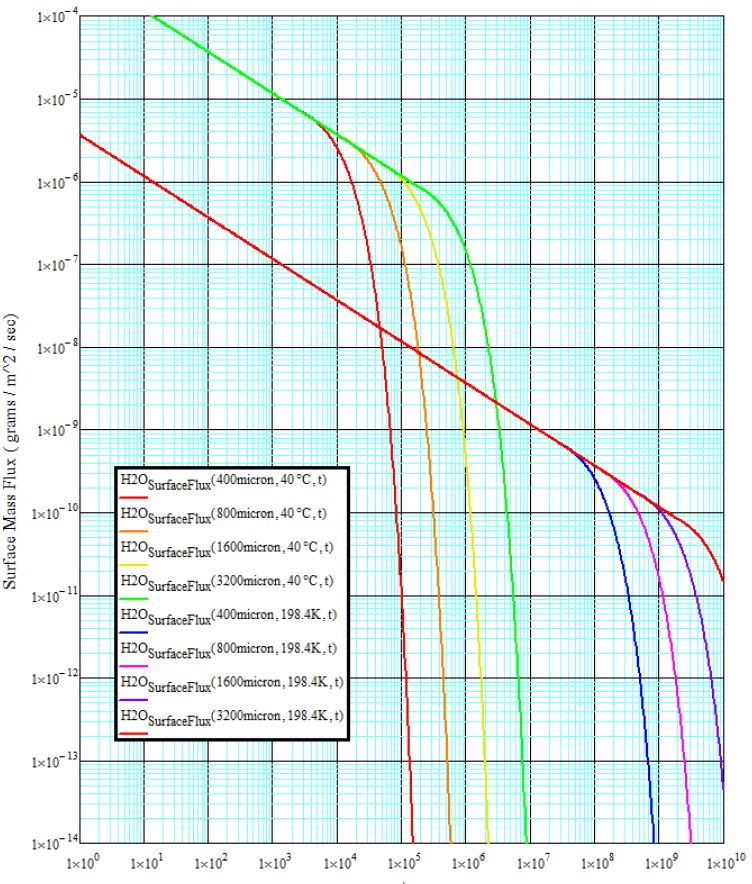 Surface Mass Flux ( grams / m^2 / sec)
1×10⁻⁴
1×10⁻⁵
1×10⁻⁶
1×10⁻⁷
1×10⁻⁸
1×10⁻⁹
1×10⁻¹⁰
1×10⁻¹¹
1×10⁻¹²
1×10⁻¹³
1×10⁻¹⁴
H2O_SurfaceFlux(400micron, 40 °C, t)
H2O_SurfaceFlux(800micron, 40 °C, t)
H2O_SurfaceFlux(1600micron, 40 °C, t)
H2O_SurfaceFlux(3200micron, 40 °C, t)
H2O_SurfaceFlux(400micron, 198.4K, t)
H2O_SurfaceFlux(800micron, 198.4K, t)
H2O_SurfaceFlux(1600micron, 198.4K, t)
H2O_SurfaceFlux(3200micron, 198.4K, t)
1×10⁰ 1×10¹ 1×10² 1×10³ 1×10⁴ 1×10⁵ 1×10⁶ 1×10⁷ 1×10⁸ 1×10⁹ 1×10¹⁰